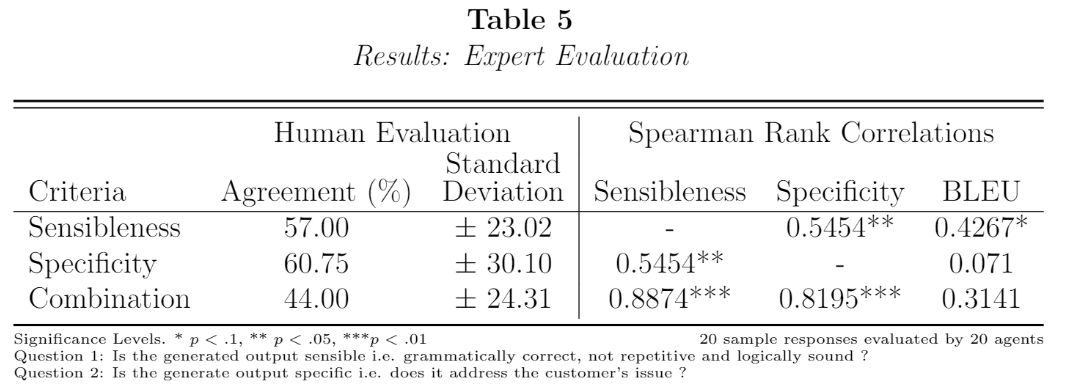 Table 5
Results: Expert Evaluation
Human Evaluation Spearman Rank Correlations
Standard
Criteria Agreement (%) Deviation Sensibleness Specificity BLEU
Sensibleness 57.00 ± 23.02 - 0.5454** 0.4267*
Specificity 60.75 ± 30.10 0.5454** - 0.071
Combination 44.00 ± 24.31 0.8874*** 0.8195*** 0.3141
Significance Levels. * p < .1, ** p < .05, ***p < .01 20 sample responses evaluated by 20 agents
Question 1: Is the generated output sensible i.e. grammatically correct, not repetitive and logically sound ?
Question 2: Is the generate output specific i.e. does it address the customer's issue ?